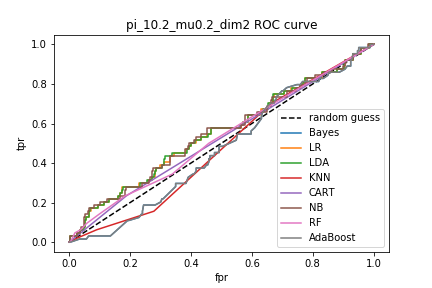 pi_10.2_mu0.2_dim2 ROC curve
1.0
0.8
0.6
0.4
0.2
0.0
tpr
random guess
Bayes
LR
LDA
KNN
CART
NB
RF
AdaBoost
0.0 0.2 0.4 0.6 0.8 1.0
fpr